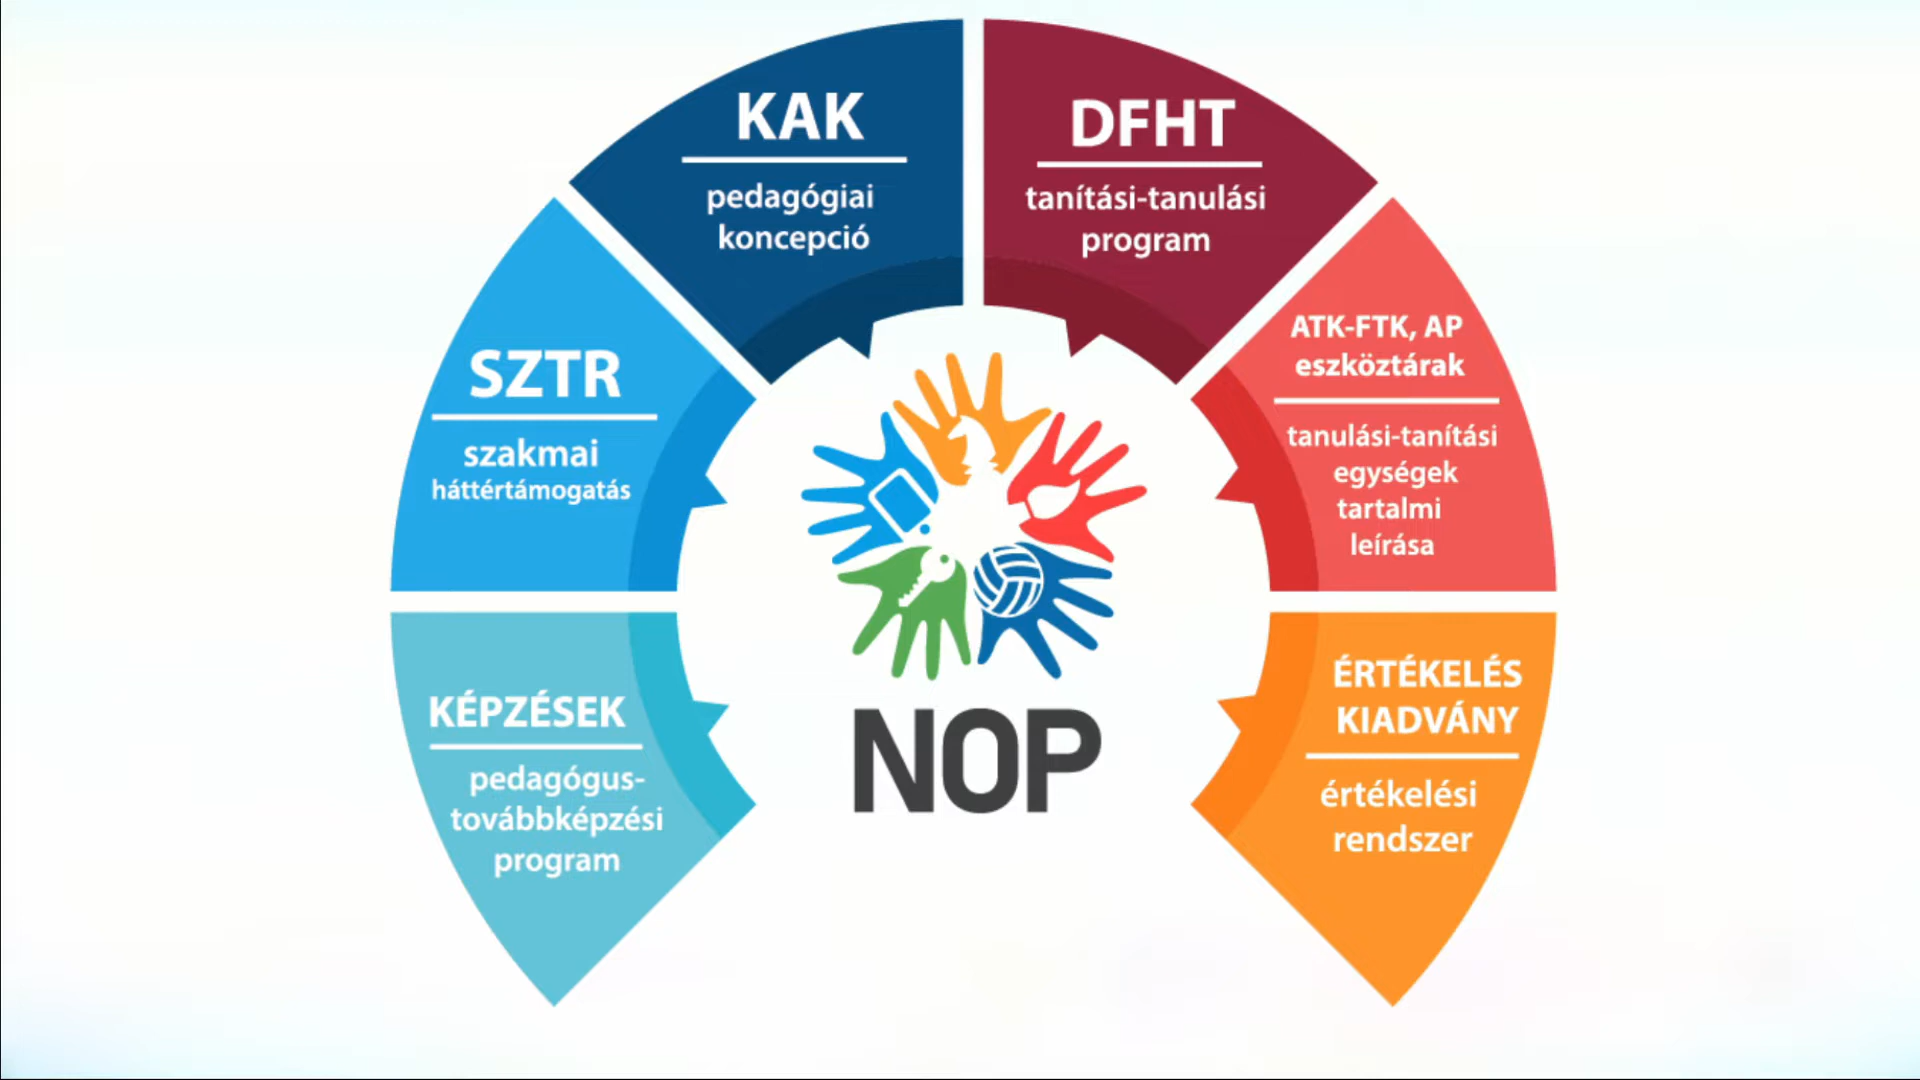 KAK
pedagógiai
koncepció
DFHT
tanítási-tanulási
program
SZTR
szakmai
háttértámogatás
ATK-FTK, AP
eszköztárak
tanulási-tanítási
egységek
tartalmi
leírása
KÉPZÉSEK
pedagógus-
továbbképzési
program
NOP
ÉRTÉKELÉS
KIADVÁNY
értékelési
rendszer